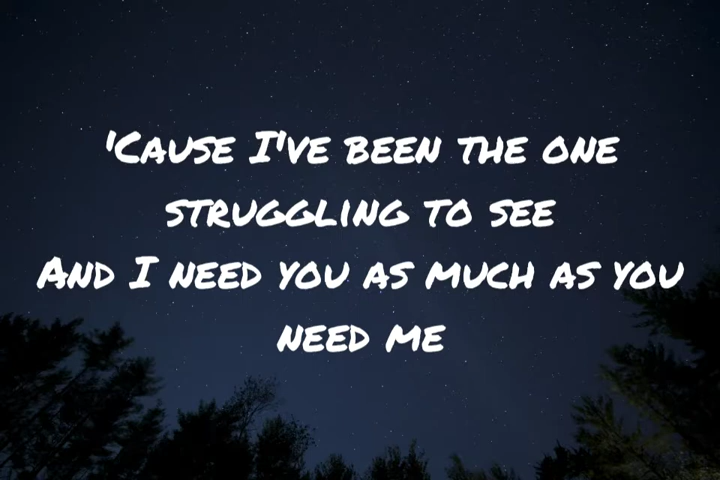 'Cause I've been the one
struggling to see
And I need you as much as you
need me